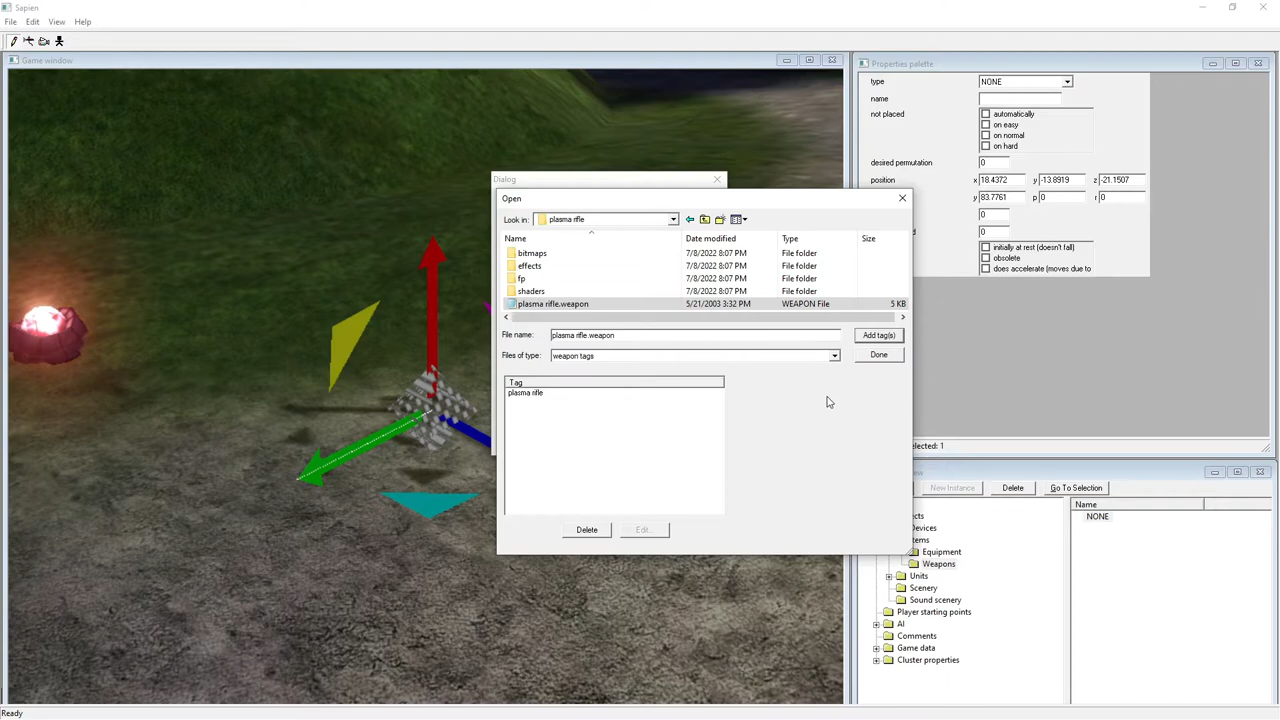 Sapien
File Edit View Help
Game window
Properties palette
type NONE
name
not placed automatically
on easy
on normal
on hard
desired permutation 0
position x 18.4372 y -13.8919 z -21.1507
y 83.7761 p 0 r 0
0
0
initially at rest (doesn't fall)
obsolete
does accelerate (moves due to
Dialog
Open
Look in: plasma rifle
Name Date modified Type Size
bitmaps 7/8/2022 8:07 PM File folder
effects 7/8/2022 8:07 PM File folder
fp 7/8/2022 8:07 PM File folder
shaders 7/8/2022 8:07 PM File folder
plasma rifle.weapon 5/21/2003 3:32 PM WEAPON File 5 KB
File name: plasma rifle.weapon Add tag(s)
Files of type: weapon tags Done
Tag
plasma rifle
Delete Edit...
elected: 1
ew
New Instance Delete Go To Selection
ects
Devices
tems
Equipment
Weapons
Units
Scenery
Sound scenery
Player starting points
AI
Comments
Game data
Cluster properties
Name
NONE
Ready